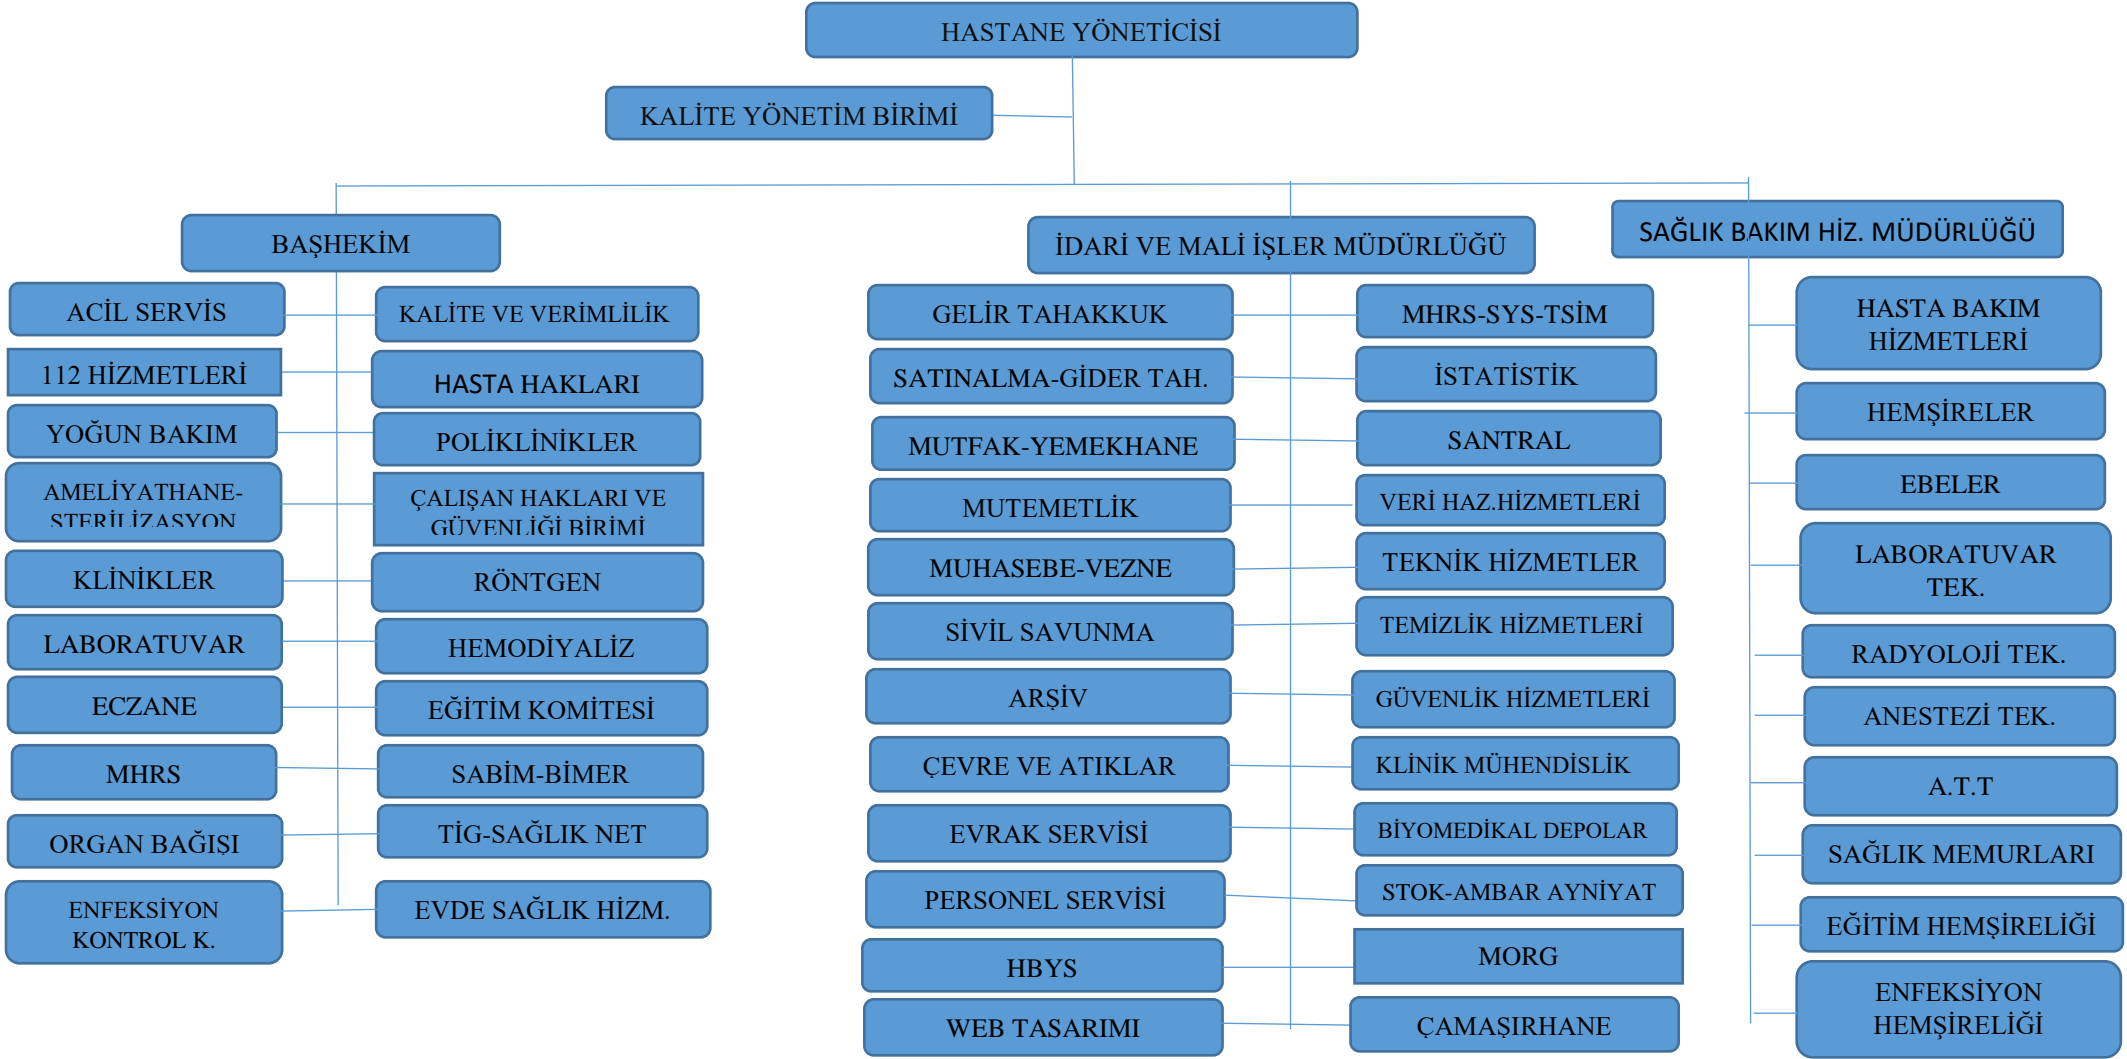 HASTANE YÖNETİCİSİ
KALİTE YÖNETİM BİRİMİ
BAŞHEKİM
ACİL SERVİS
KALİTE VE VERİMLİLİK
112 HİZMETLERİ
HASTA HAKLARI
YOĞUN BAKIM
POLİKLİNİKLER
AMELİYATHANE-
STERİLİZASYON
ÇALIŞAN HAKLARI VE
GÜVENLİĞİ BİRİMİ
KLİNİKLER
RÖNTGEN
LABORATUVAR
HEMODİYALİZ
ECZANE
EĞİTİM KOMİTESİ
MHRS
SABİM-BİMER
ORGAN BAĞIŞI
TİG-SAĞLIK NET
ENFEKSİYON
KONTROL K.
EVDE SAĞLIK HİZM.
İDARİ VE MALİ İŞLER MÜDÜRLÜĞÜ
GELİR TAHAKKUK
MHRS-SYS-TSİM
SATINALMA-GİDER TAH.
İSTATİSTİK
MUTFAK-YEMEKHANE
SANTRAL
MUTEMETLİK
VERİ HAZ.HİZMETLERİ
MUHASEBE-VEZNE
TEKNİK HİZMETLER
SİVİL SAVUNMA
TEMİZLİK HİZMETLERİ
ARŞİV
GÜVENLİK HİZMETLERİ
ÇEVRE VE ATIKLAR
KLİNİK MÜHENDİSLİK
EVRAK SERVİSİ
BİYOMEDİKAL DEPOLAR
PERSONEL SERVİSİ
STOK-AMBAR AYNİYAT
HBYS
MORG
WEB TASARIMI
ÇAMAŞIRHANE
SAĞLIK BAKIM HİZ. MÜDÜRLÜĞÜ
HASTA BAKIM
HİZMETLERİ
HEMŞİRELER
EBELER
LABORATUVAR
TEK.
RADYOLOJİ TEK.
ANESTEZİ TEK.
A.T.T
SAĞLIK MEMURLARI
EĞİTİM HEMŞİRELİĞİ
ENFEKSİYON
HEMŞİRELİĞİ